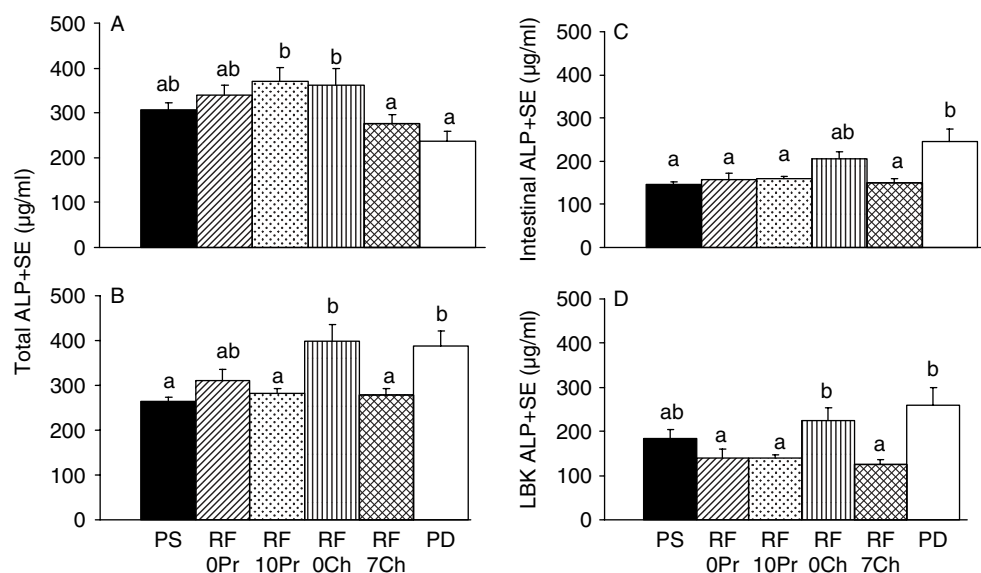 A
500
400
300
200
100
0
ab
ab
b
b
a
a
B
500
400
300
200
100
0
a
ab
a
b
a
b
Total ALP+SE (µg/ml)
PS RF RF RF RF PD
0Pr 10Pr 0Ch 7Ch
C
500
400
300
200
100
0
a
a
a
ab
a
b
Intestinal ALP+SE (µg/ml)
D
500
400
300
200
100
0
ab
a
a
b
a
b
LBK ALP+SE (µg/ml)
PS RF RF RF RF PD
0Pr 10Pr 0Ch 7Ch